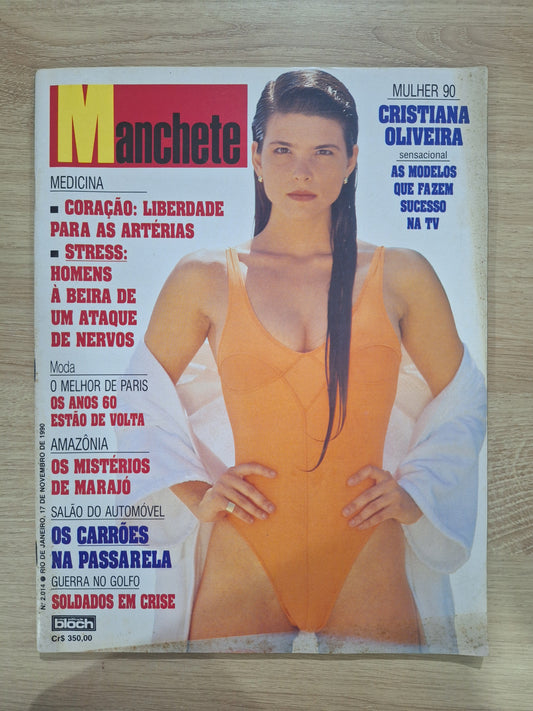 Manchete
MULHER 90
CRISTIANA
OLIVEIRA
sensacional
AS MODELOS
QUE FAZEM
SUCESSO
NA TV
MEDICINA
■ CORAÇÃO: LIBERDADE
PARA AS ARTÉRIAS
■ STRESS:
HOMENS
À BEIRA DE
UM ATAQUE
DE NERVOS
Moda
O MELHOR DE PARIS
OS ANOS 60
ESTÃO DE VOLTA
AMAZÔNIA
OS MISTÉRIOS
DE MARAJÓ
SALÃO DO AUTOMÓVEL
OS CARRÕES
NA PASSARELA
GUERRA NO GOLFO
SOLDADOS EM CRISE
bloch
Cr$ 350,00
N.º 2.014 ● RIO DE JANEIRO, 17 DE NOVEMBRO DE 1990